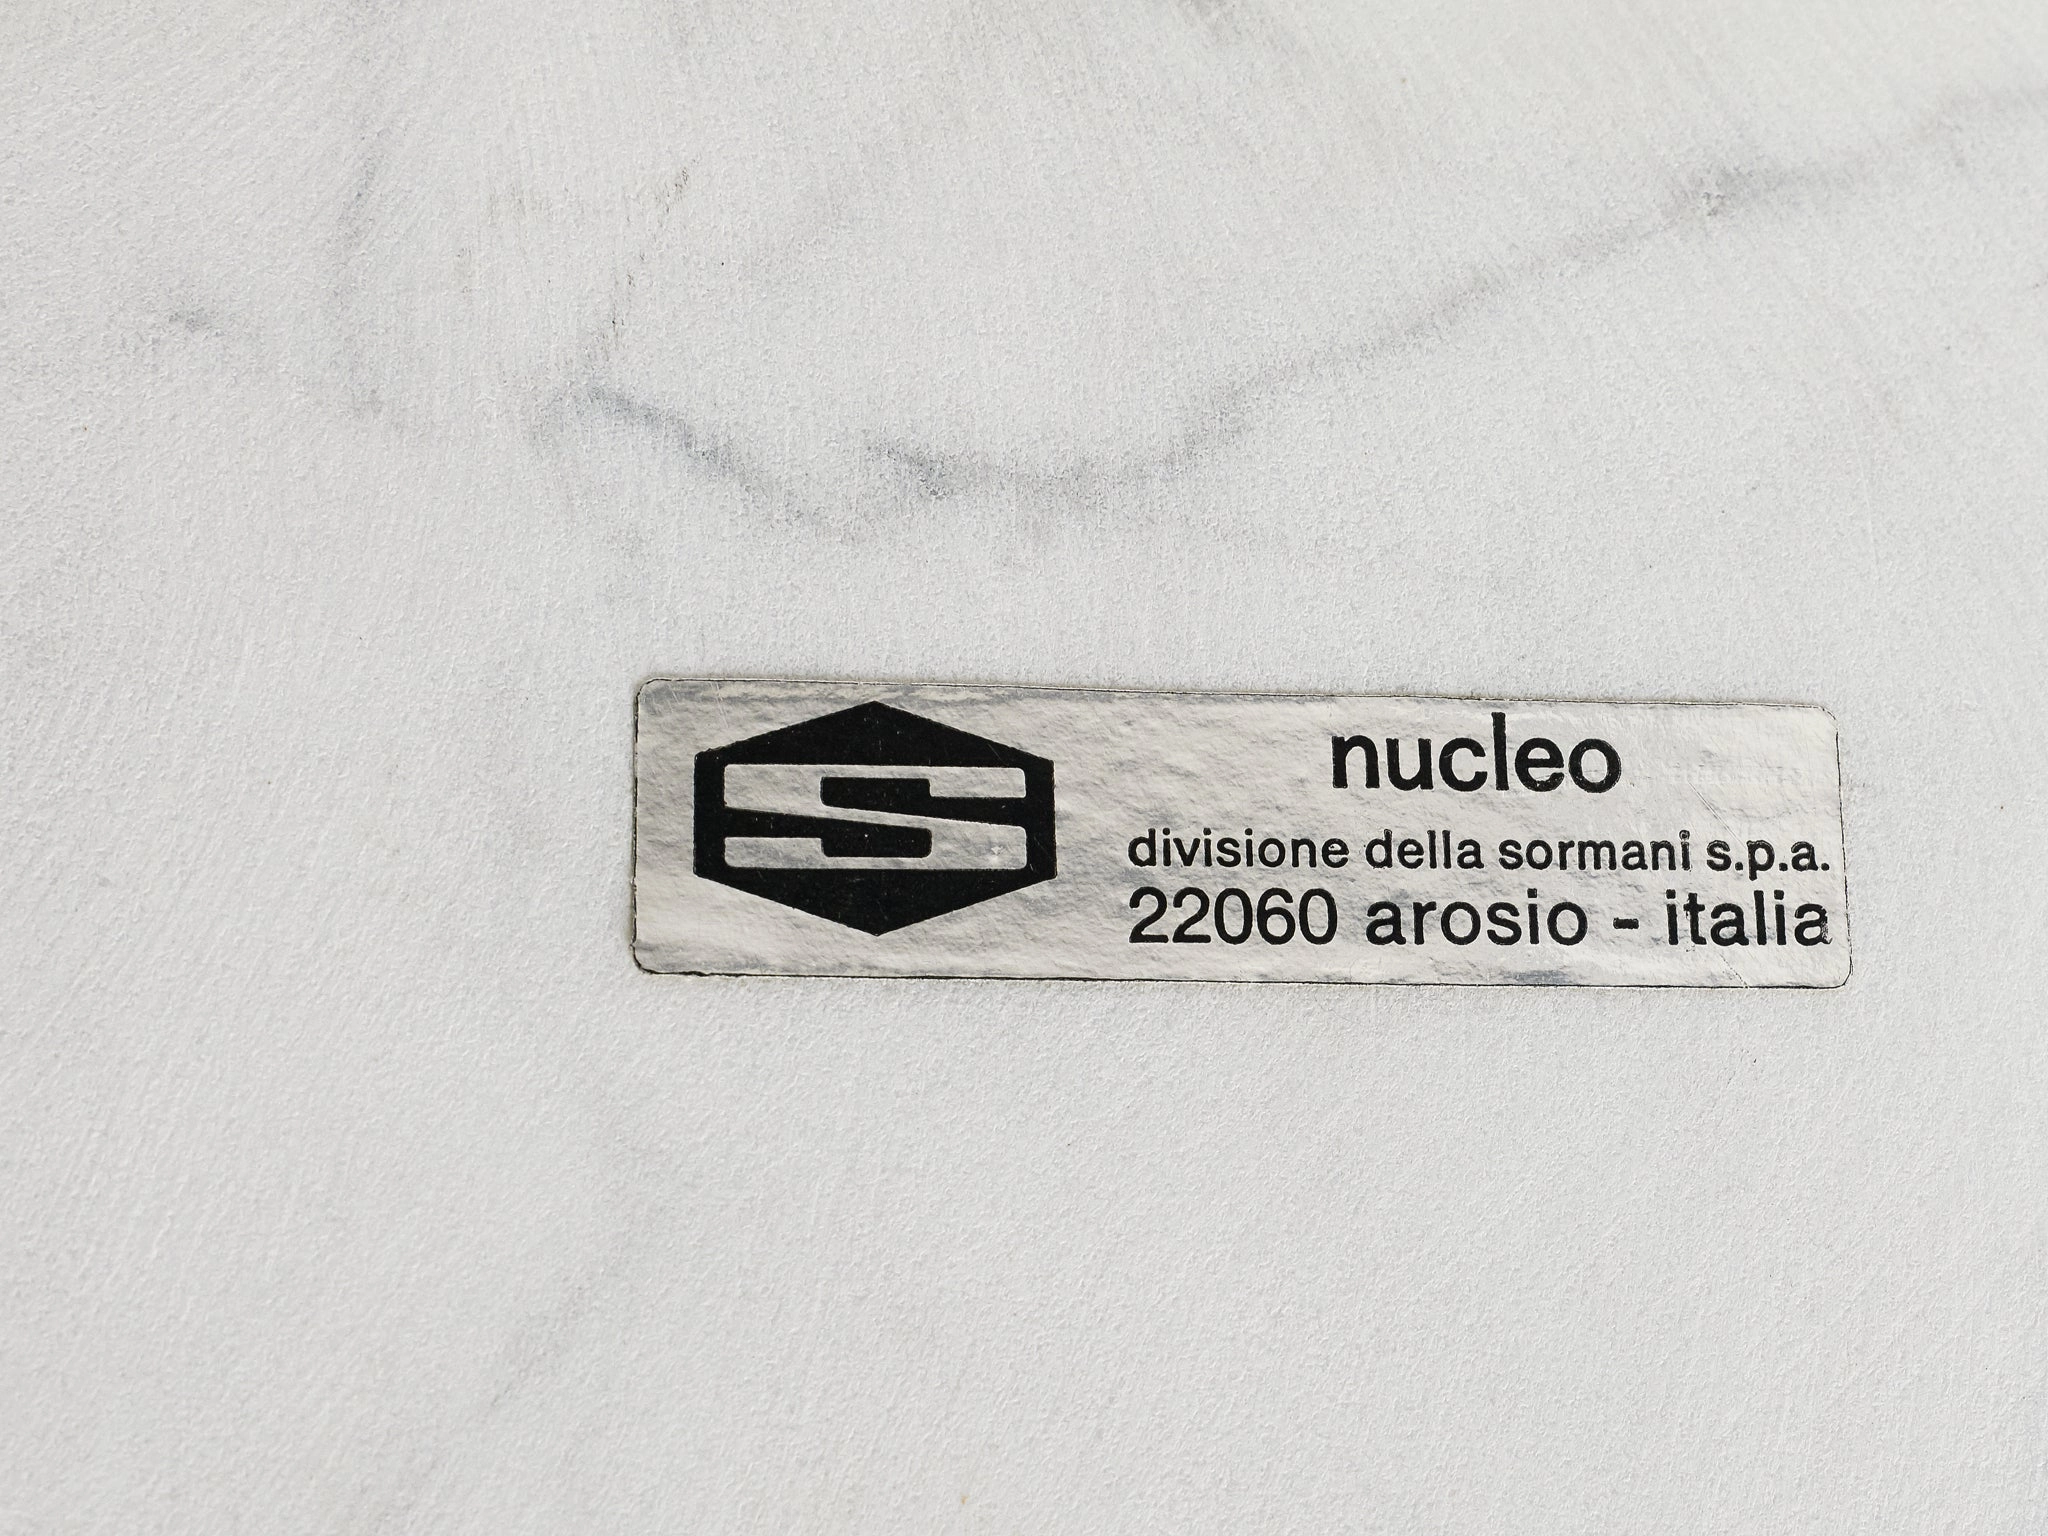 S
nucleo
divisione della sormani s.p.a.
22060 arosio - italia